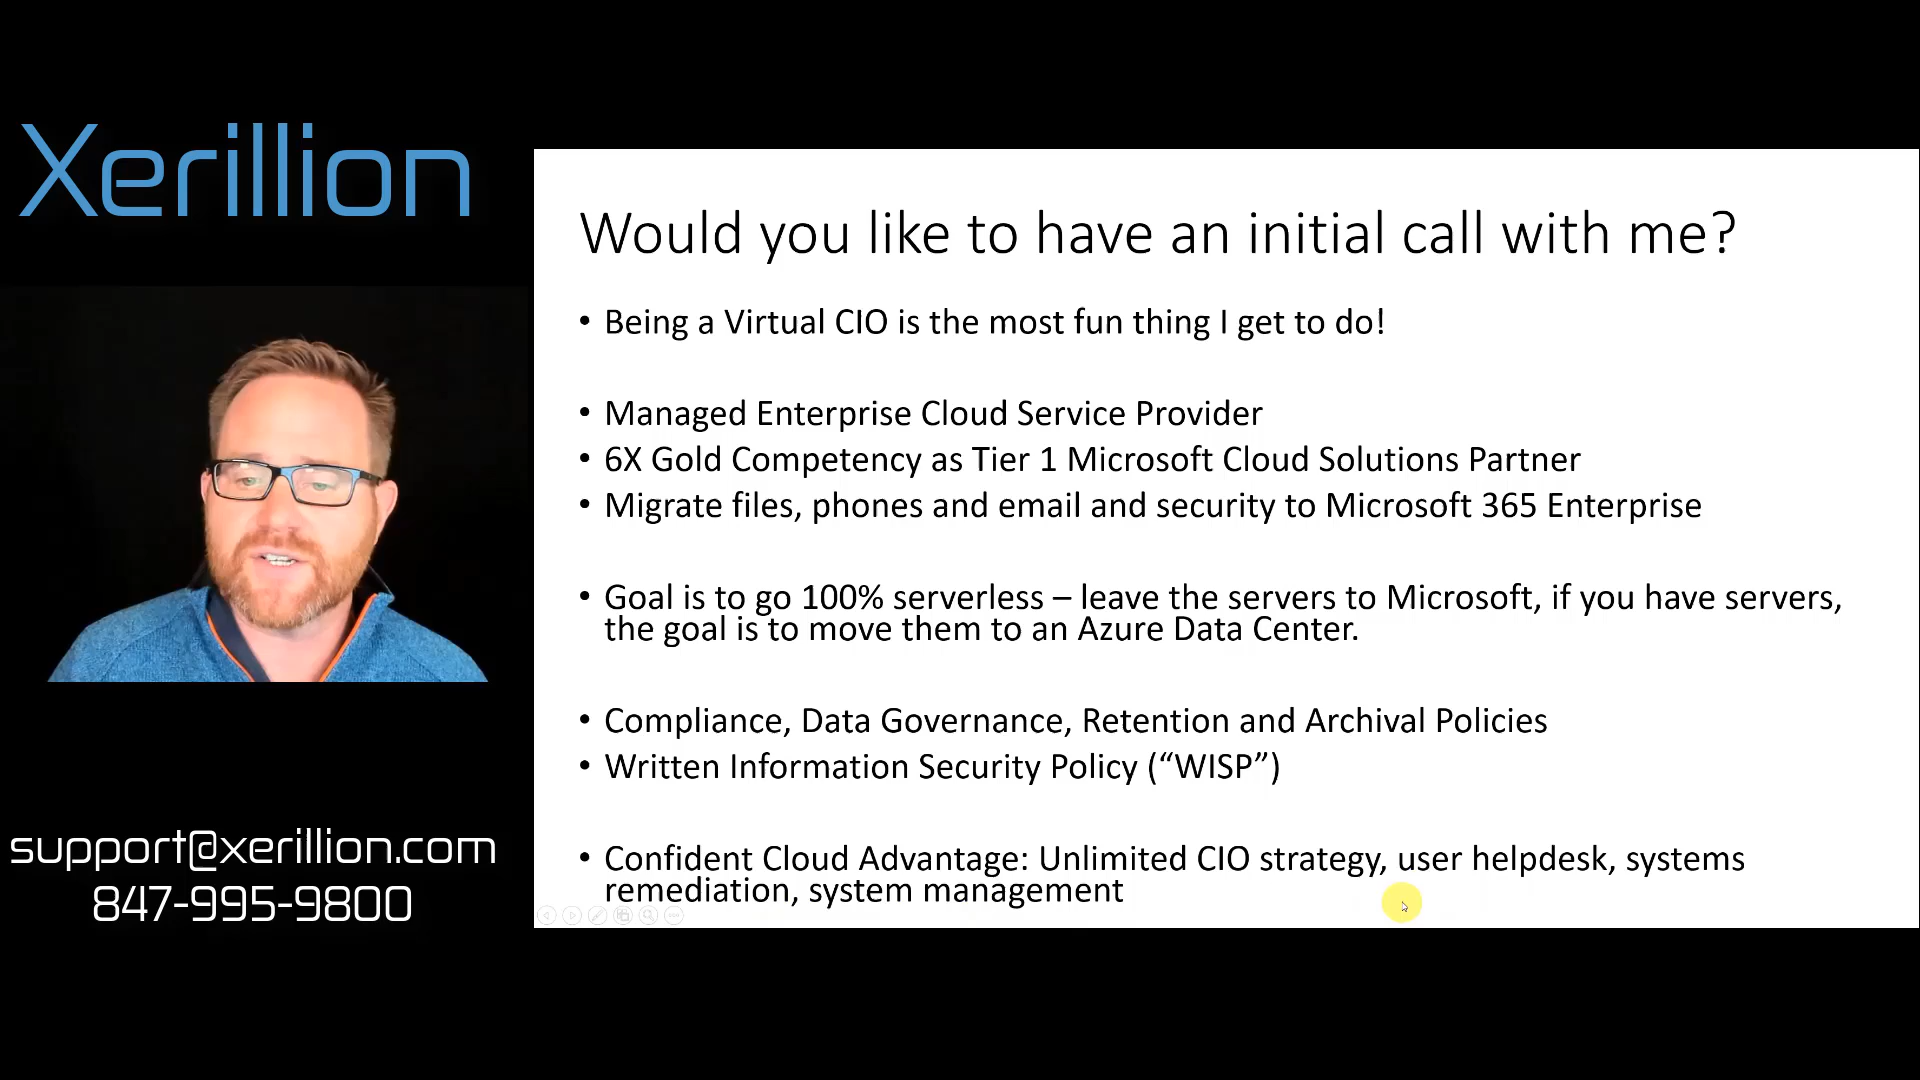 Xerillion
Would you like to have an initial call with me?
• Being a Virtual CIO is the most fun thing I get to do!
• Managed Enterprise Cloud Service Provider
• 6X Gold Competency as Tier 1 Microsoft Cloud Solutions Partner
• Migrate files, phones and email and security to Microsoft 365 Enterprise
• Goal is to go 100% serverless – leave the servers to Microsoft, if you have servers,
the goal is to move them to an Azure Data Center.
• Compliance, Data Governance, Retention and Archival Policies
• Written Information Security Policy (“WISP”)
• Confident Cloud Advantage: Unlimited CIO strategy, user helpdesk, systems
remediation, system management
support@xerillion.com
847-995-9800